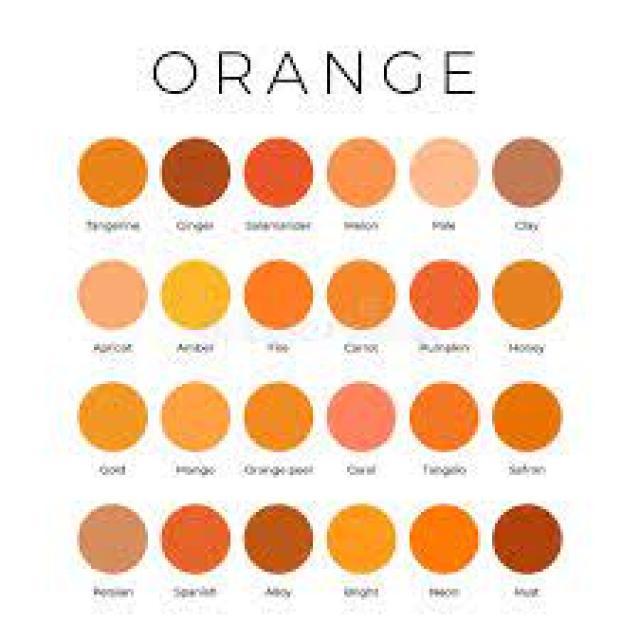 ORANGE
Tangerine Ginger Salamander Melon Pale Clay
Apricot Amber Fire Carrot Pumpkin Honey
Gold Mango Orange peel Coral Tangelo Safron
Persian Spanish Alloy Bright Neon Rust